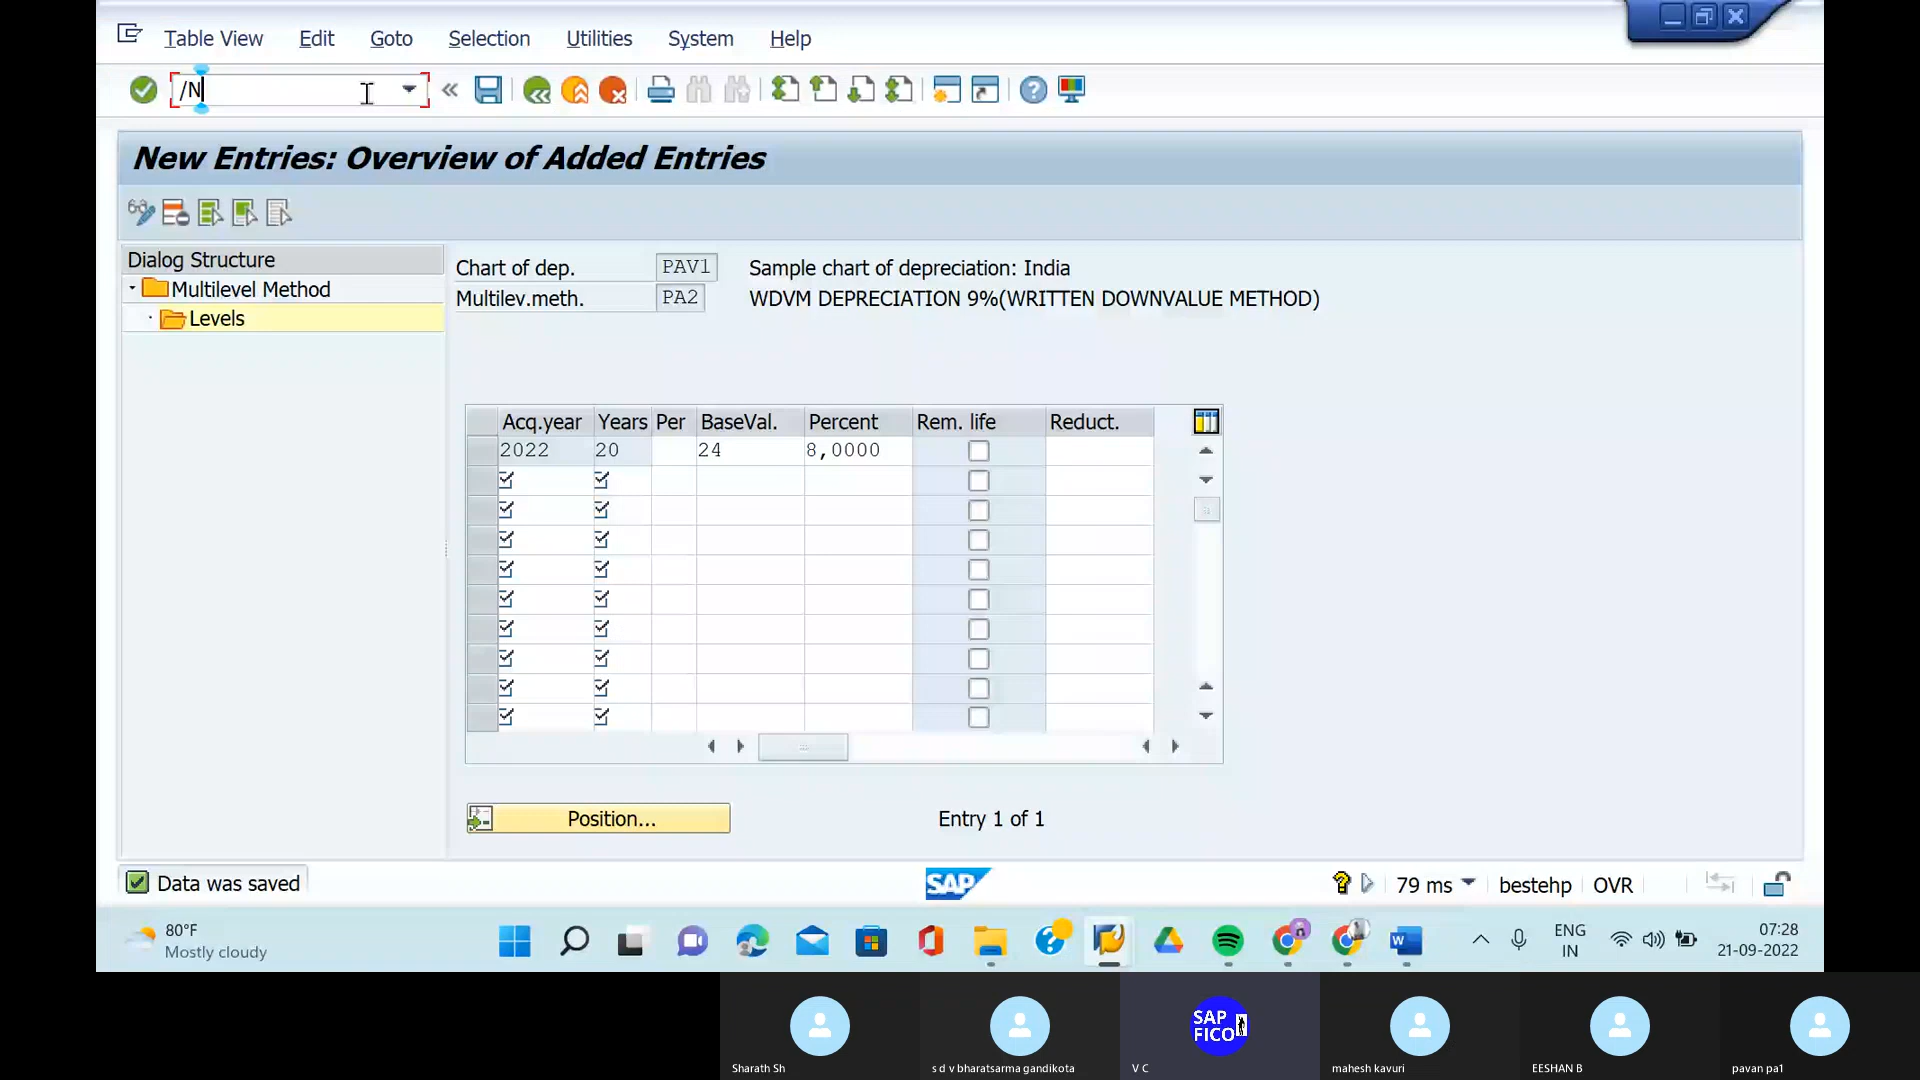 Table View Edit Goto Selection Utilities System Help
/N
New Entries: Overview of Added Entries
Dialog Structure
Multilevel Method
Levels
Chart of dep. PAV1 Sample chart of depreciation: India
Multilev.meth. PA2 WDVM DEPRECIATION 9%(WRITTEN DOWNVALUE METHOD)
Acq.year Years Per BaseVal. Percent Rem. life Reduct.
2022 20 24 8,0000
Position... Entry 1 of 1
Data was saved SAP 79 ms bestehp OVR
80°F
Mostly cloudy
ENG
IN
07:28
21-09-2022
SAP
FICO
Sharath Sh s d v bharatsarma gandikota V C mahesh kavuri EESHAN B pavan pa1